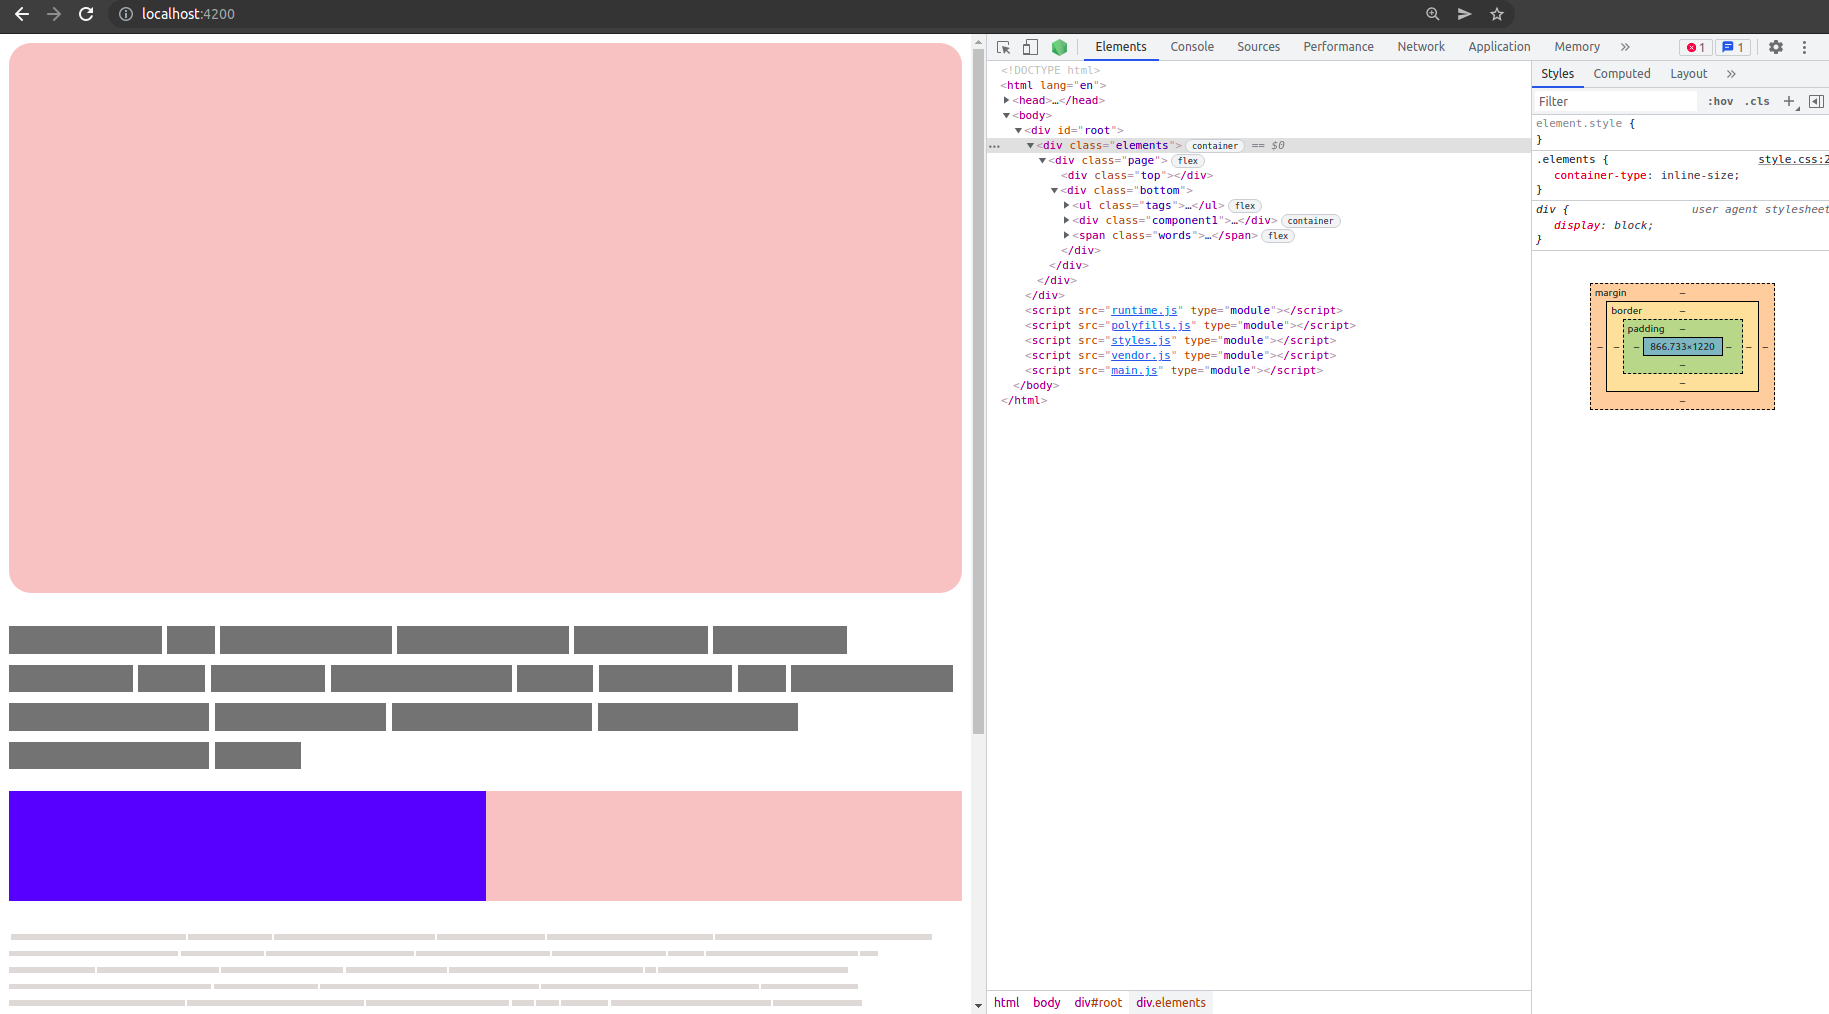 localhost:4200
Elements Console Sources Performance Network Application Memory » 1 1
<!DOCTYPE html>
<html lang="en">
<head>…</head>
<body>
<div id="root">
<div class="elements"> container == $0
<div class="page"> flex
<div class="top"></div>
<div class="bottom">
<ul class="tags">…</ul> flex
<div class="component1">…</div> container
<span class="words">…</span> flex
</div>
</div>
</div>
</div>
<script src="runtime.js" type="module"></script>
<script src="polyfills.js" type="module"></script>
<script src="styles.js" type="module"></script>
<script src="vendor.js" type="module"></script>
<script src="main.js" type="module"></script>
</body>
</html>
html body div#root div.elements
Styles Computed Layout »
Filter :hov .cls +
element.style {
}
.elements { style.css:2
container-type: inline-size;
}
div { user agent stylesheet
display: block;
}
margin –
border –
padding –
– – – 866.733×1220 – – –
–
–
–